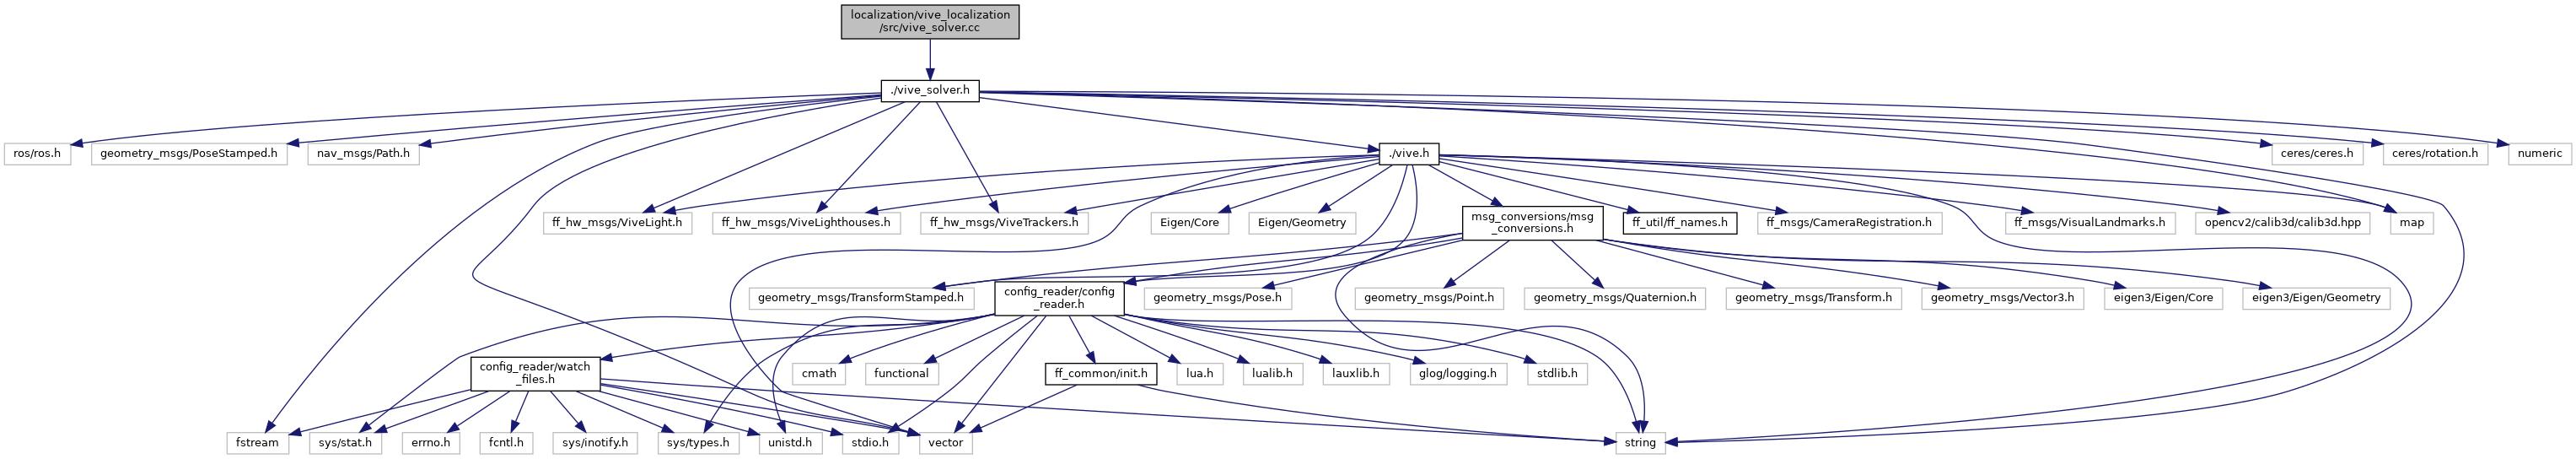 localization/vive_localization
/src/vive_solver.cc
./vive_solver.h
ros/ros.h
geometry_msgs/PoseStamped.h
nav_msgs/Path.h
./vive.h
ceres/ceres.h
ceres/rotation.h
numeric
ff_hw_msgs/ViveLight.h
ff_hw_msgs/ViveLighthouses.h
ff_hw_msgs/ViveTrackers.h
Eigen/Core
Eigen/Geometry
msg_conversions/msg
_conversions.h
ff_util/ff_names.h
ff_msgs/CameraRegistration.h
ff_msgs/VisualLandmarks.h
opencv2/calib3d/calib3d.hpp
map
geometry_msgs/TransformStamped.h
config_reader/config
_reader.h
geometry_msgs/Pose.h
geometry_msgs/Point.h
geometry_msgs/Quaternion.h
geometry_msgs/Transform.h
geometry_msgs/Vector3.h
eigen3/Eigen/Core
eigen3/Eigen/Geometry
config_reader/watch
_files.h
cmath
functional
ff_common/init.h
lua.h
lualib.h
lauxlib.h
glog/logging.h
stdlib.h
fstream
sys/stat.h
errno.h
fcntl.h
sys/inotify.h
sys/types.h
unistd.h
stdio.h
vector
string